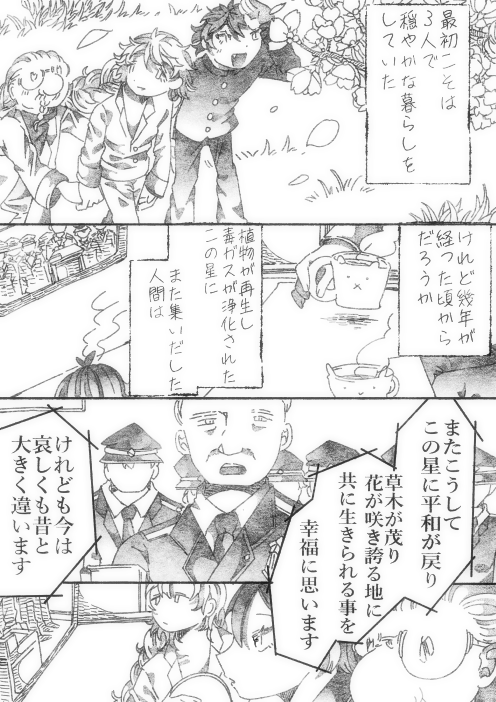 最初こそは
3人で
穏やかな暮らしを
していた
けれど幾年が
経った頃から
だろうか
植物が再生し
毒ガスが浄化された
この星に
また集いだした
人間は
またこうして
この星に平和が戻り
草木が茂り
花が咲き誇る地に
共に生きられる事を
幸福に思います
けれども今は
哀しくも昔と
大きく違います